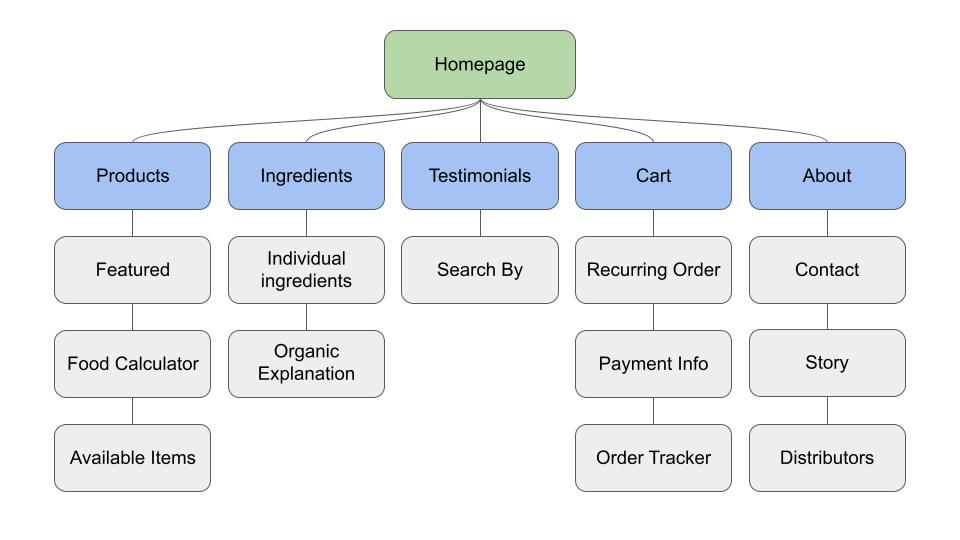 Homepage
Products
Ingredients
Testimonials
Cart
About
Featured
Individual
ingredients
Search By
Recurring Order
Contact
Food Calculator
Organic
Explanation
Payment Info
Story
Available Items
Order Tracker
Distributors